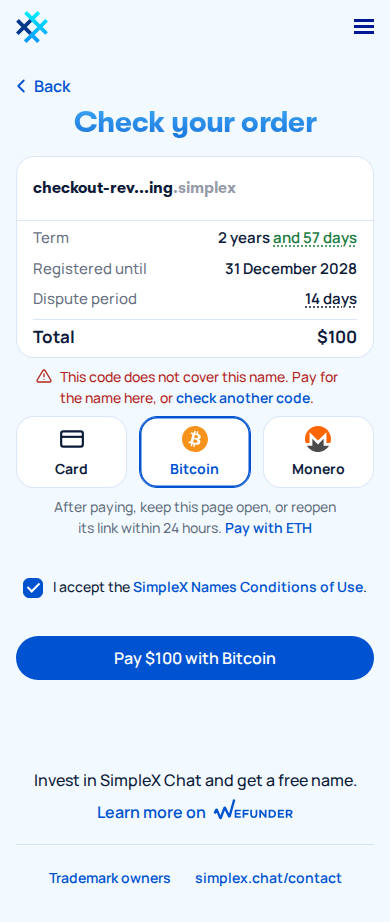 Back
Check your order
checkout-rev...ing.simplex
Term 2 years and 57 days
Registered until 31 December 2028
Dispute period 14 days
Total $100
This code does not cover this name. Pay for
the name here, or check another code.
Card Bitcoin Monero
After paying, keep this page open, or reopen
its link within 24 hours. Pay with ETH
I accept the SimpleX Names Conditions of Use.
Pay $100 with Bitcoin
Invest in SimpleX Chat and get a free name.
Learn more on WEFUNDER
Trademark owners simplex.chat/contact